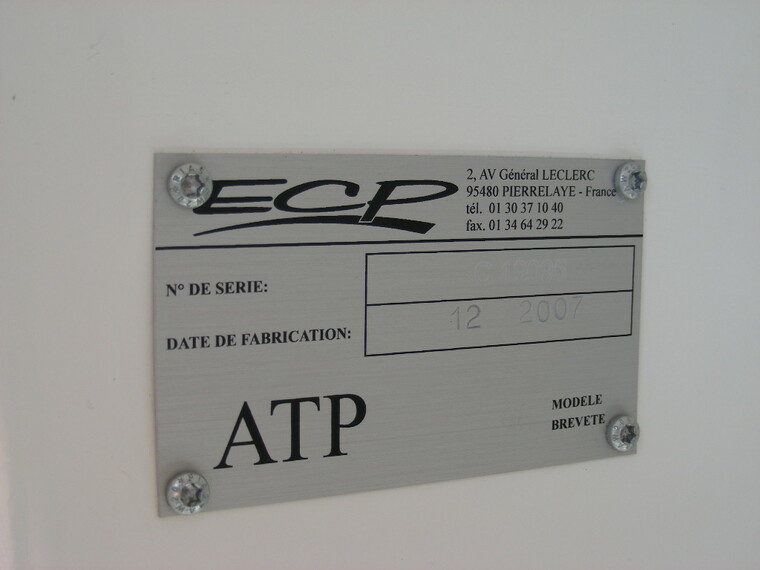 ECP
2, AV Général LECLERC
95480 PIERRELAYE - France
tél. 01 30 37 10 40
fax. 01 34 64 29 22
N° DE SERIE:
DATE DE FABRICATION: 12 2007
ATP
MODELE
BREVETE